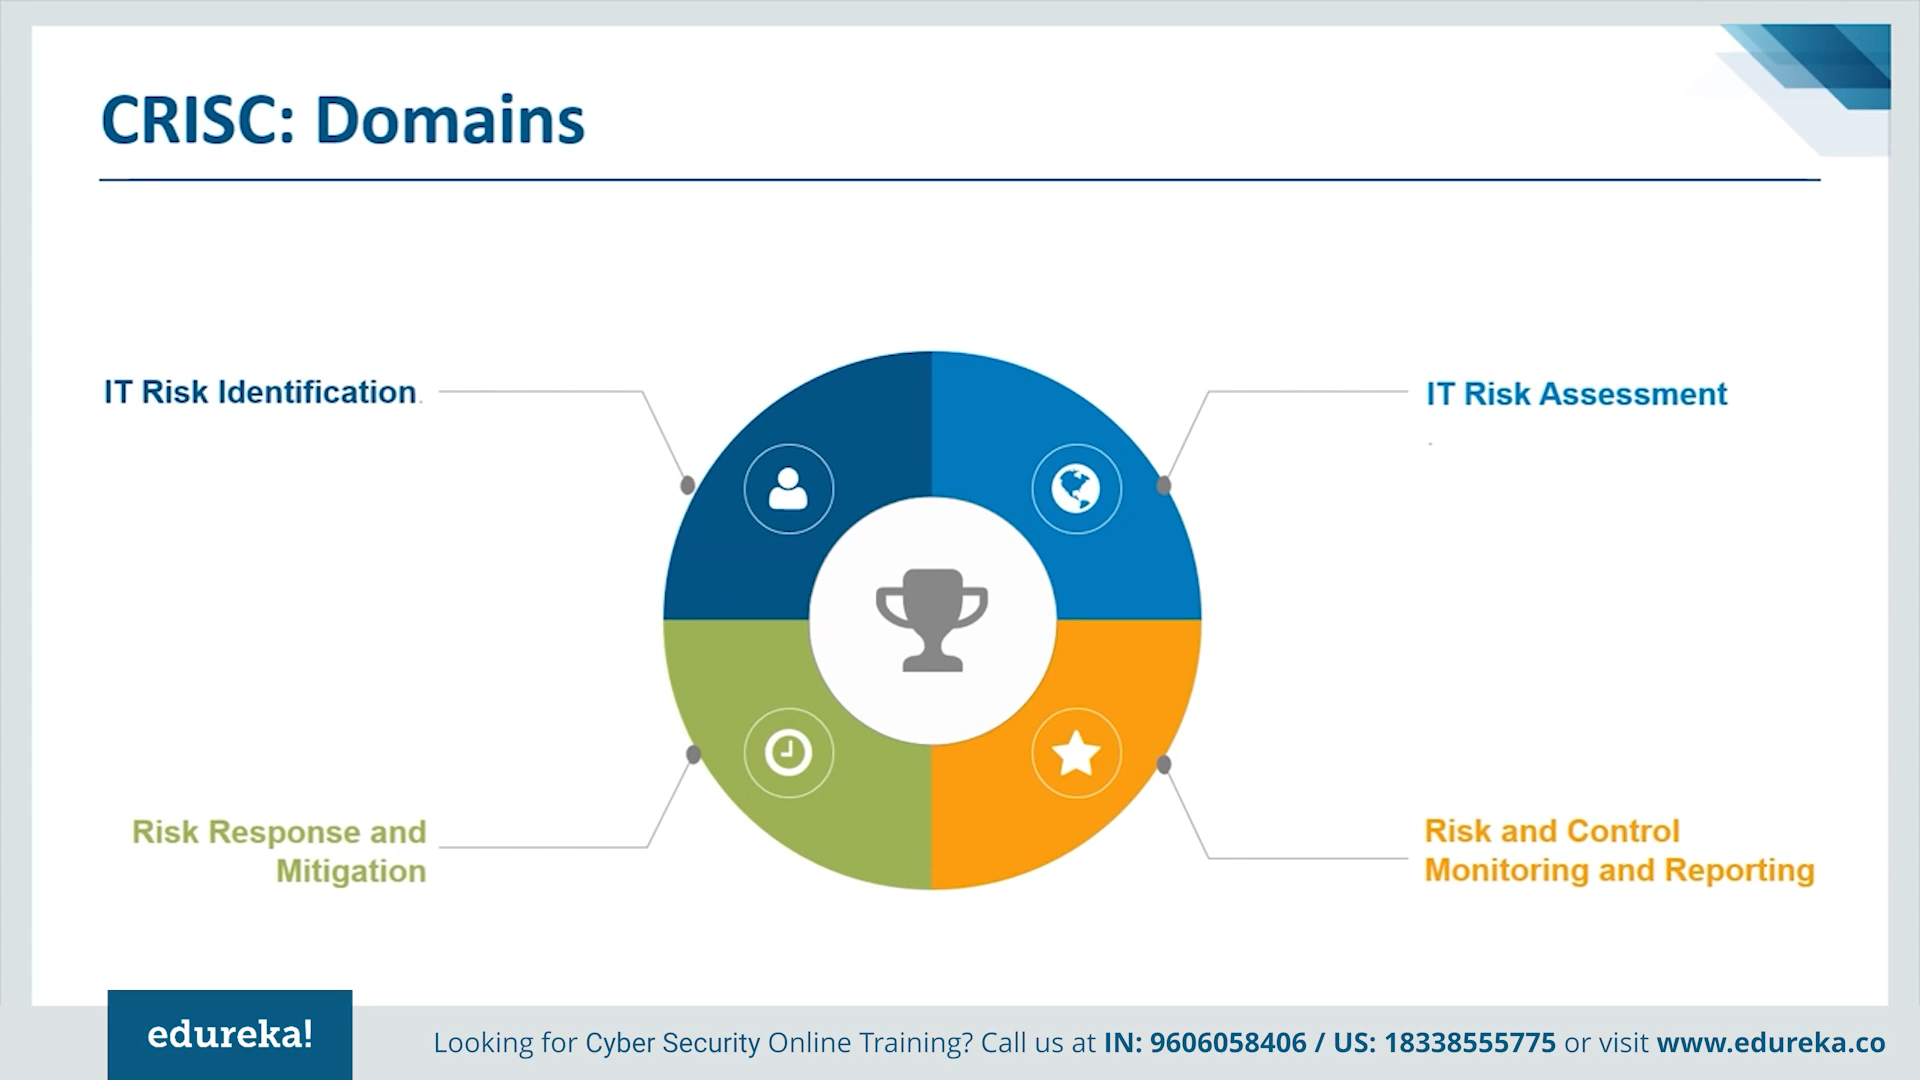 CRISC: Domains
IT Risk Identification.
IT Risk Assessment
.
Risk Response and
Mitigation
Risk and Control
Monitoring and Reporting
edureka!
Looking for Cyber Security Online Training? Call us at IN: 9606058406 / US: 18338555775 or visit www.edureka.co